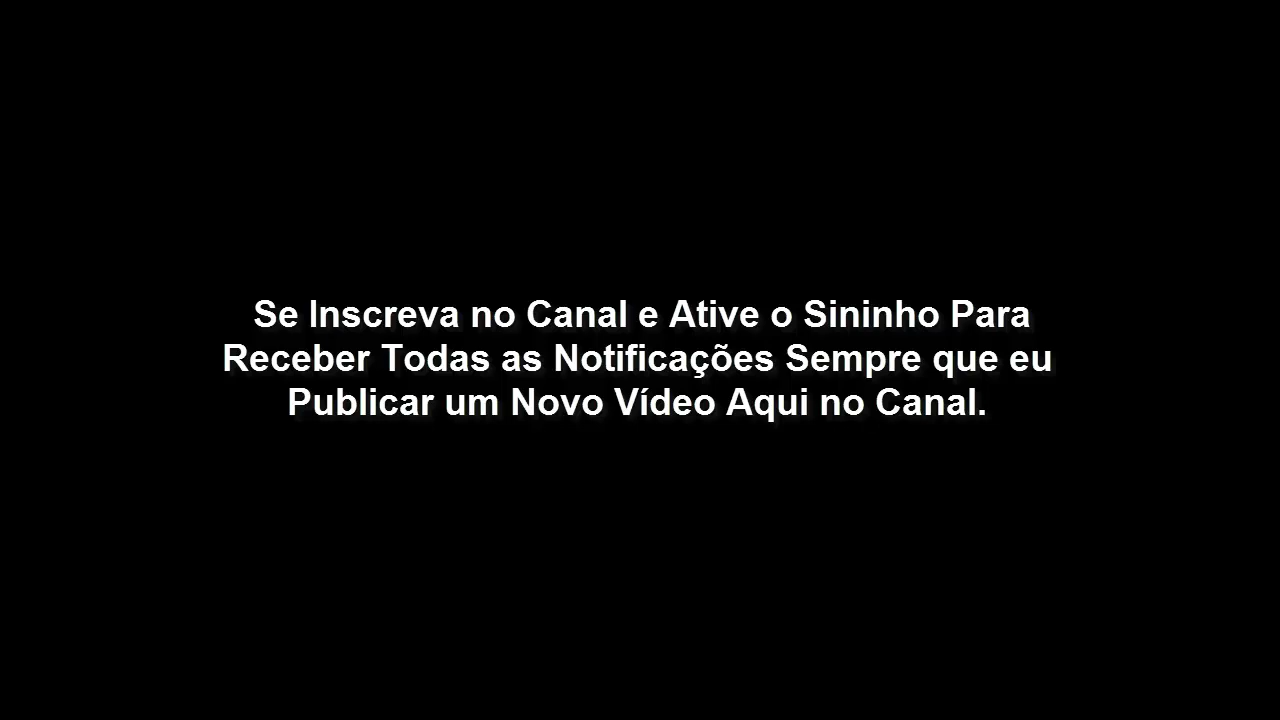 Se Inscreva no Canal e Ative o Sininho Para
Receber Todas as Notificações Sempre que eu
Publicar um Novo Vídeo Aqui no Canal.